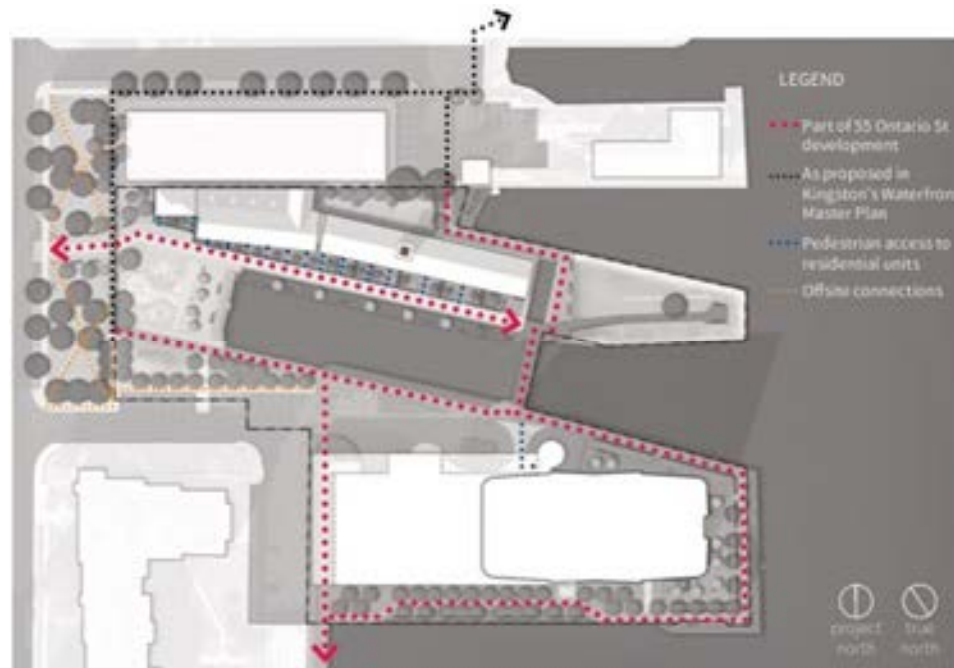 LEGEND
Part of 55 Ontario St
development
As proposed in
Kingston's Waterfront
Master Plan
Pedestrian access to
residential units
Offsite connections
project
north
true
north